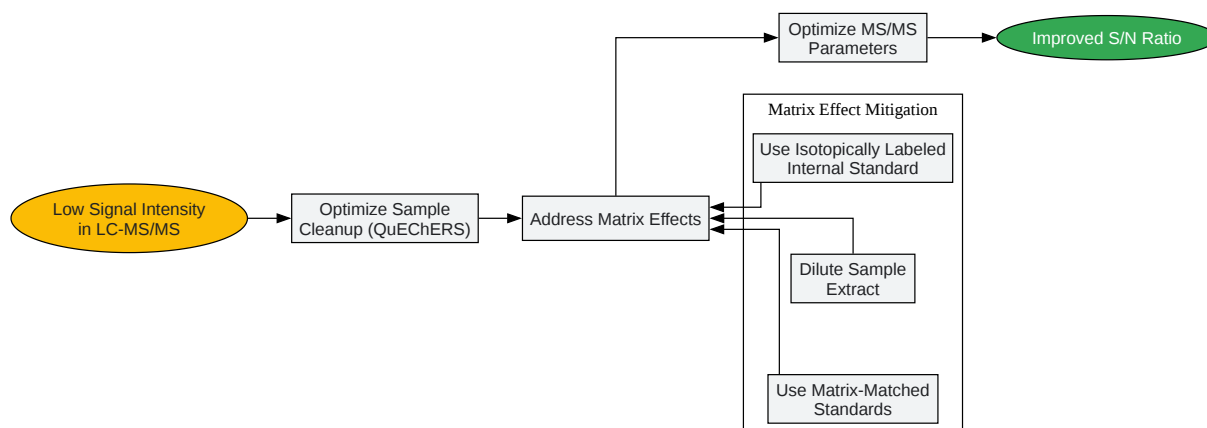 Low Signal Intensity
in LC-MS/MS
Optimize Sample
Cleanup (QuEChERS)
Address Matrix Effects
Optimize MS/MS
Parameters
Improved S/N Ratio
Matrix Effect Mitigation
Use Isotopically Labeled
Internal Standard
Dilute Sample
Extract
Use Matrix-Matched
Standards